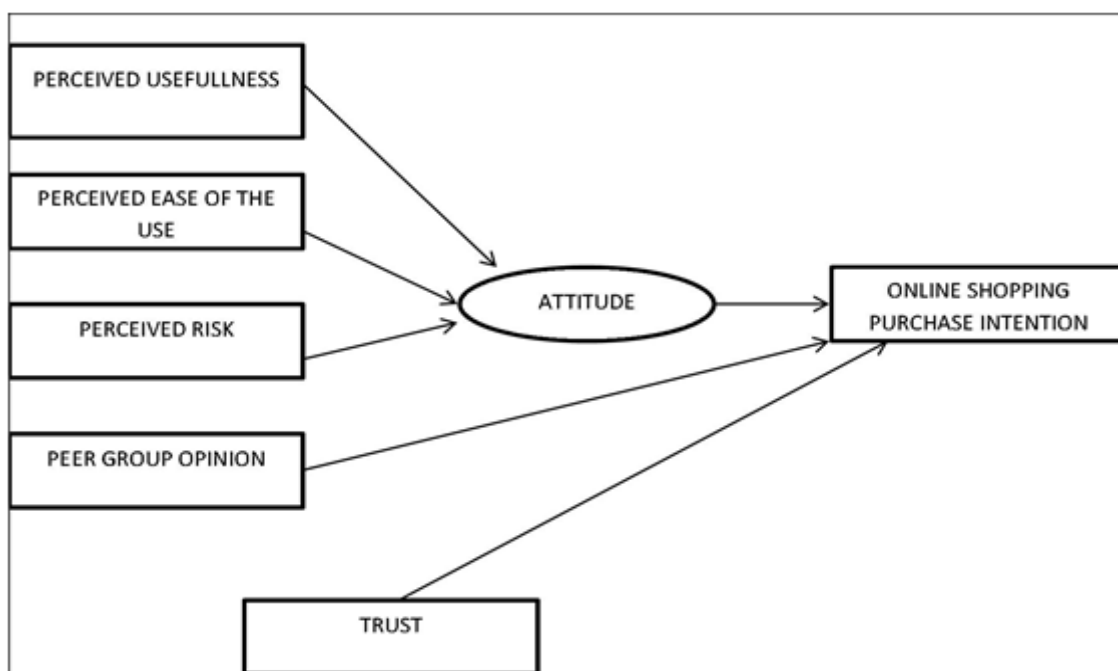 PERCEIVED USEFULLNESS
PERCEIVED EASE OF THE
USE
PERCEIVED RISK
PEER GROUP OPINION
ATTITUDE
ONLINE SHOPPING
PURCHASE INTENTION
TRUST